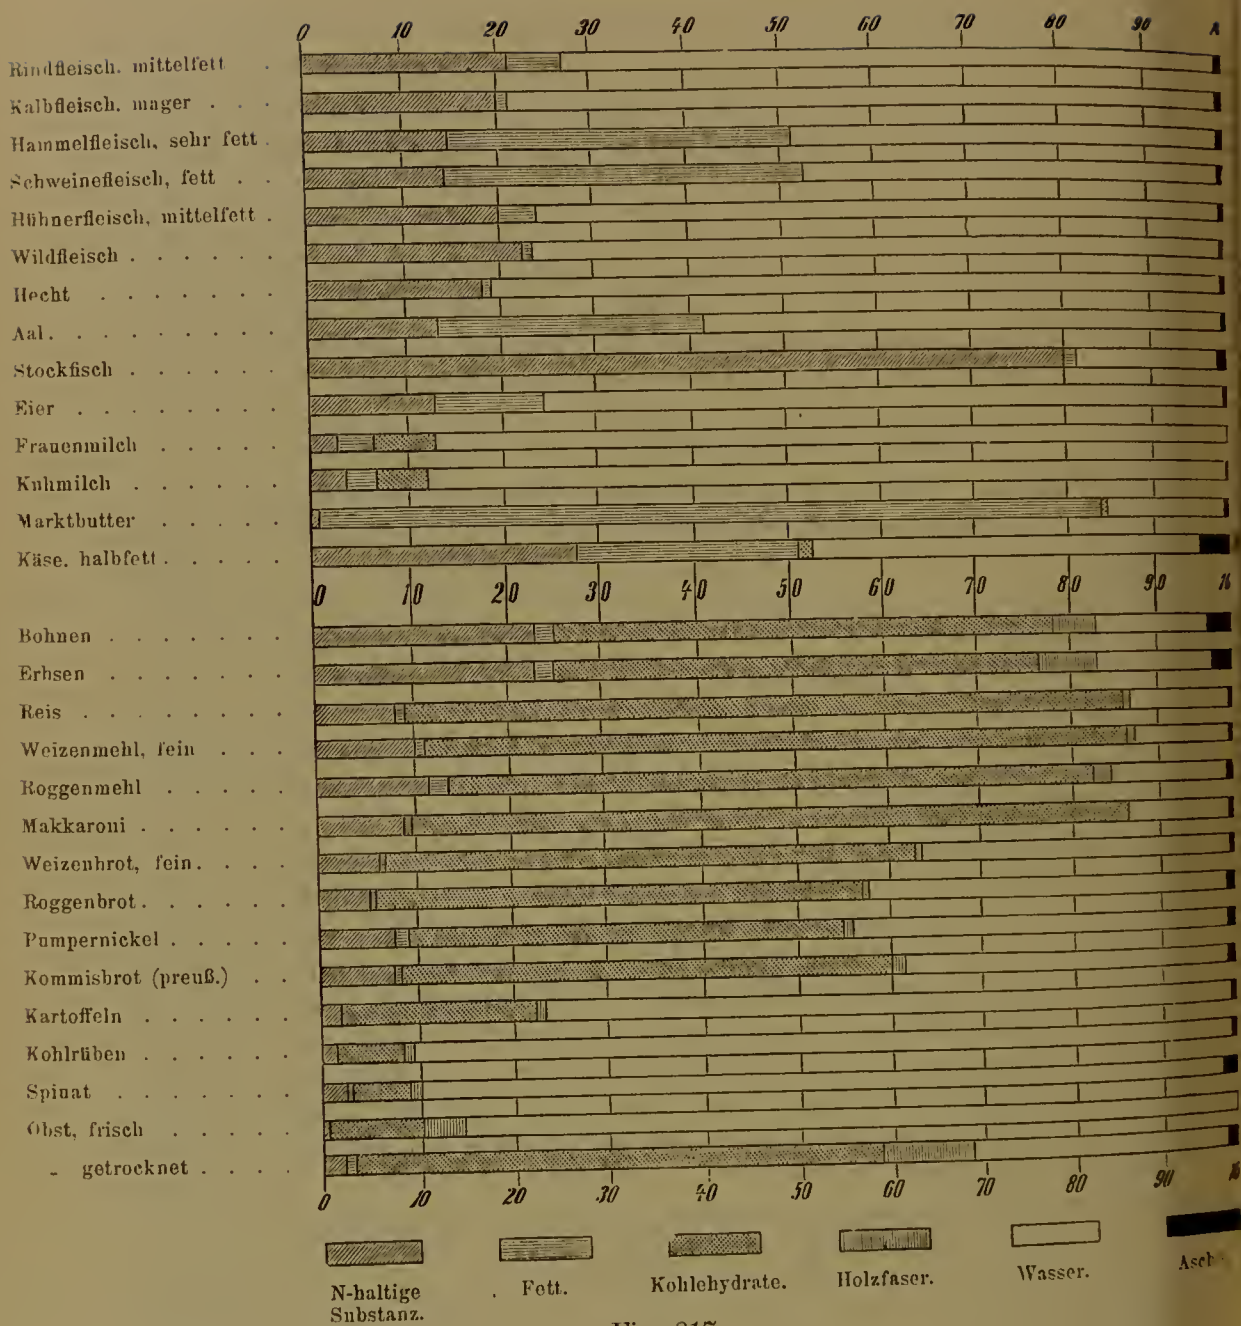 0 10 20 30 40 50 60 70 80 90
Rindfleisch. mittelfett .
Kalbfleisch. mager . . .
Hammelfleisch, sehr fett .
Schweinefleisch, fett . .
Hühnerfleisch, mittelfett .
Wildfleisch . . . . . .
Hecht . . . . . . .
Aal . . . . . . . .
Stockfisch . . . . . .
Eier . . . . . . . .
Frauenmilch . . . . .
Kuhmilch . . . . . .
Marktbutter . . . . .
Käse. halbfett . . . . .
0 10 20 30 40 50 60 70 80 90
Bohnen . . . . . . .
Erbsen . . . . . . .
Reis . . . . . . . .
Weizenmehl, fein . . .
Roggenmehl . . . . .
Makkaroni . . . . . .
Weizenbrot, fein . . . .
Roggenbrot . . . . . .
Pumpernickel . . . . .
Kommisbrot (preuß.) . .
Kartoffeln . . . . . .
Kohlrüben . . . . . .
Spinat . . . . . . .
Obst, frisch . . . . .
„ getrocknet . . . .
0 10 20 30 40 50 60 70 80 90
N-haltige Substanz.
Fett.
Kohlehydrate.
Holzfaser.
Wasser.